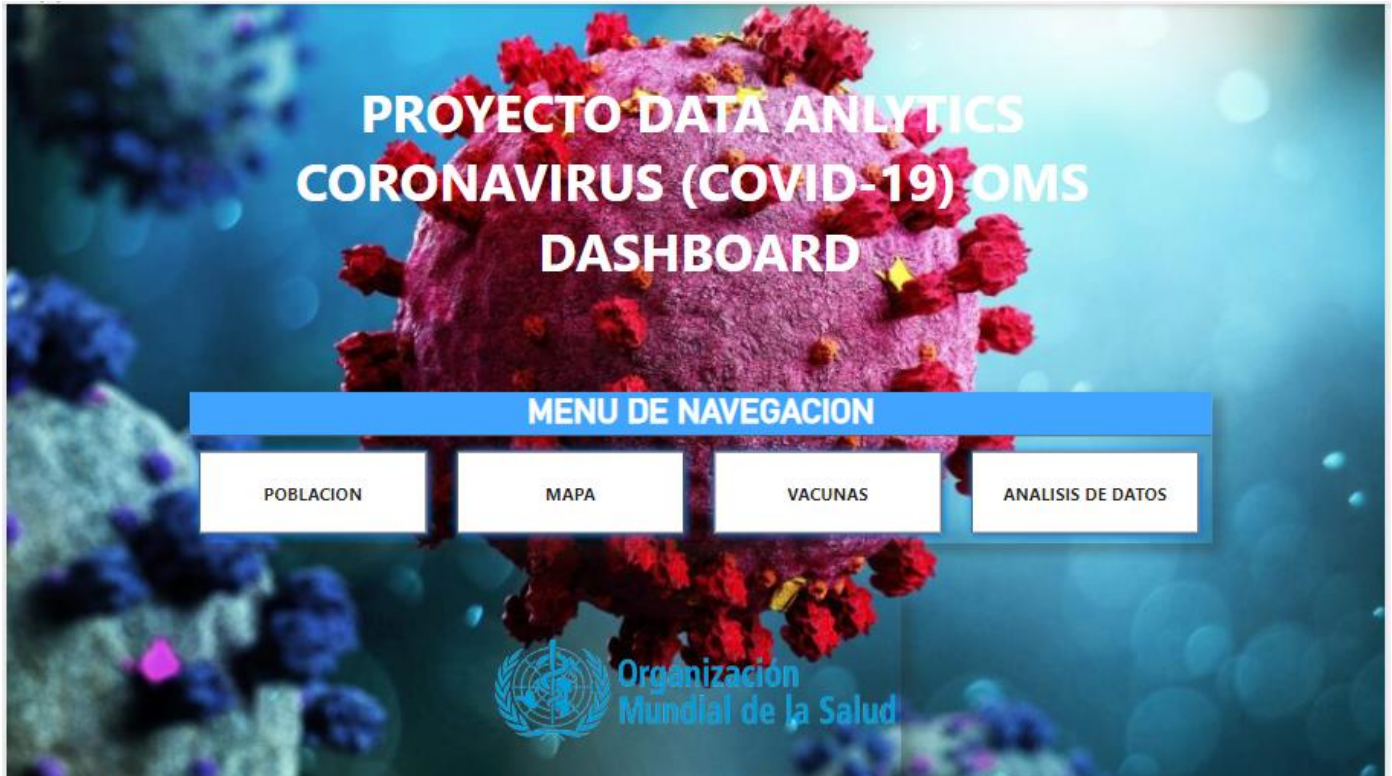 PROYECTO DATA ANLYTICS
CORONAVIRUS (COVID-19) OMS
DASHBOARD
MENU DE NAVEGACION
POBLACION
MAPA
VACUNAS
ANALISIS DE DATOS
Organización
Mundial de la Salud